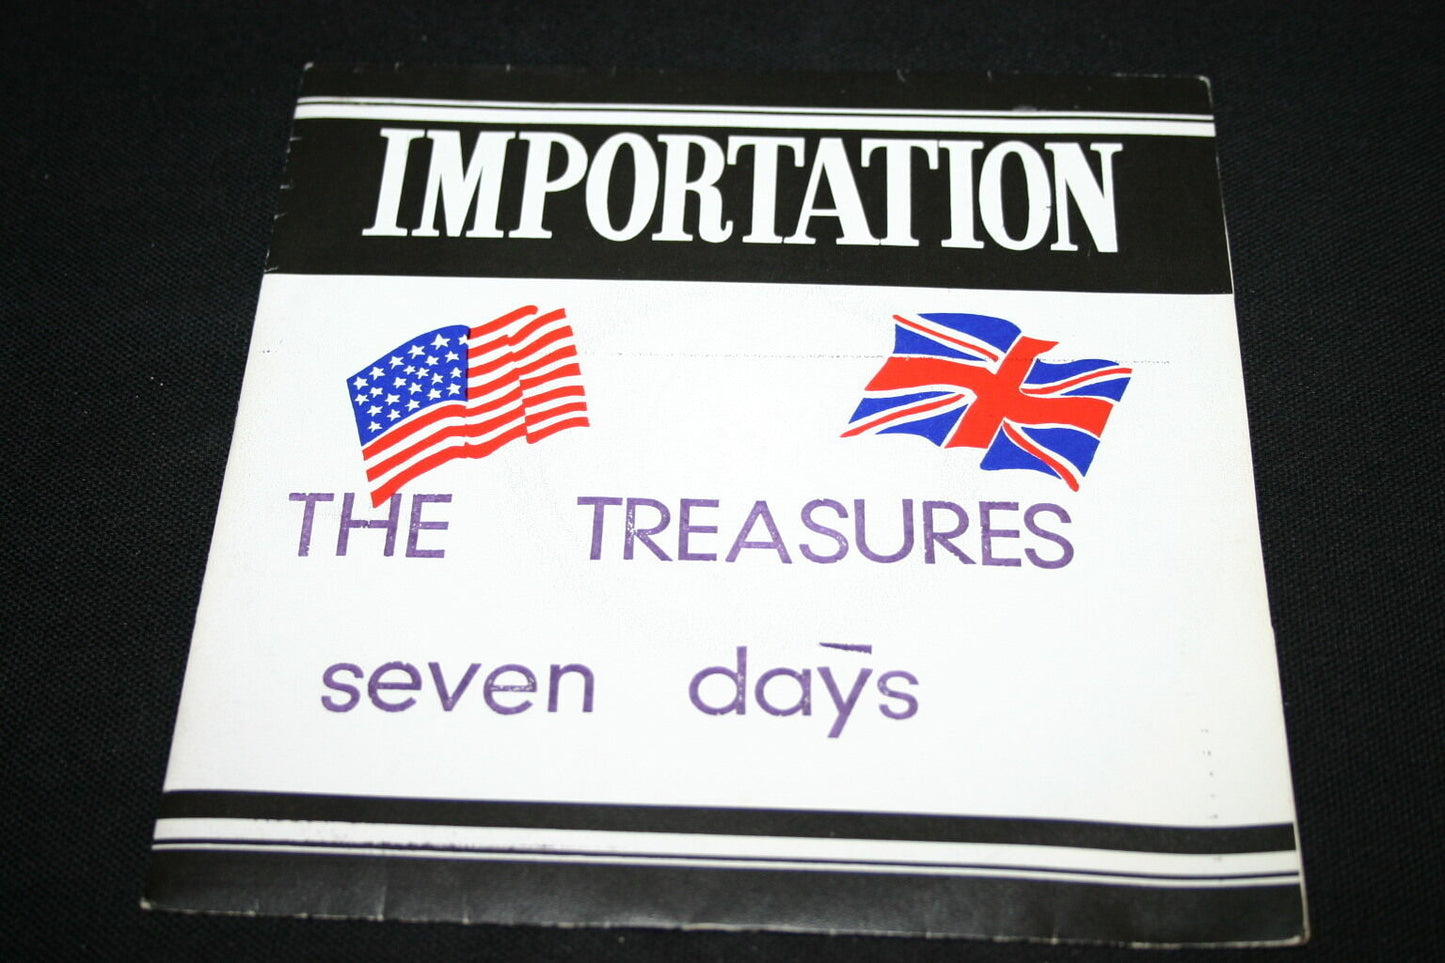 IMPORTATION
THE TREASURES
seven days